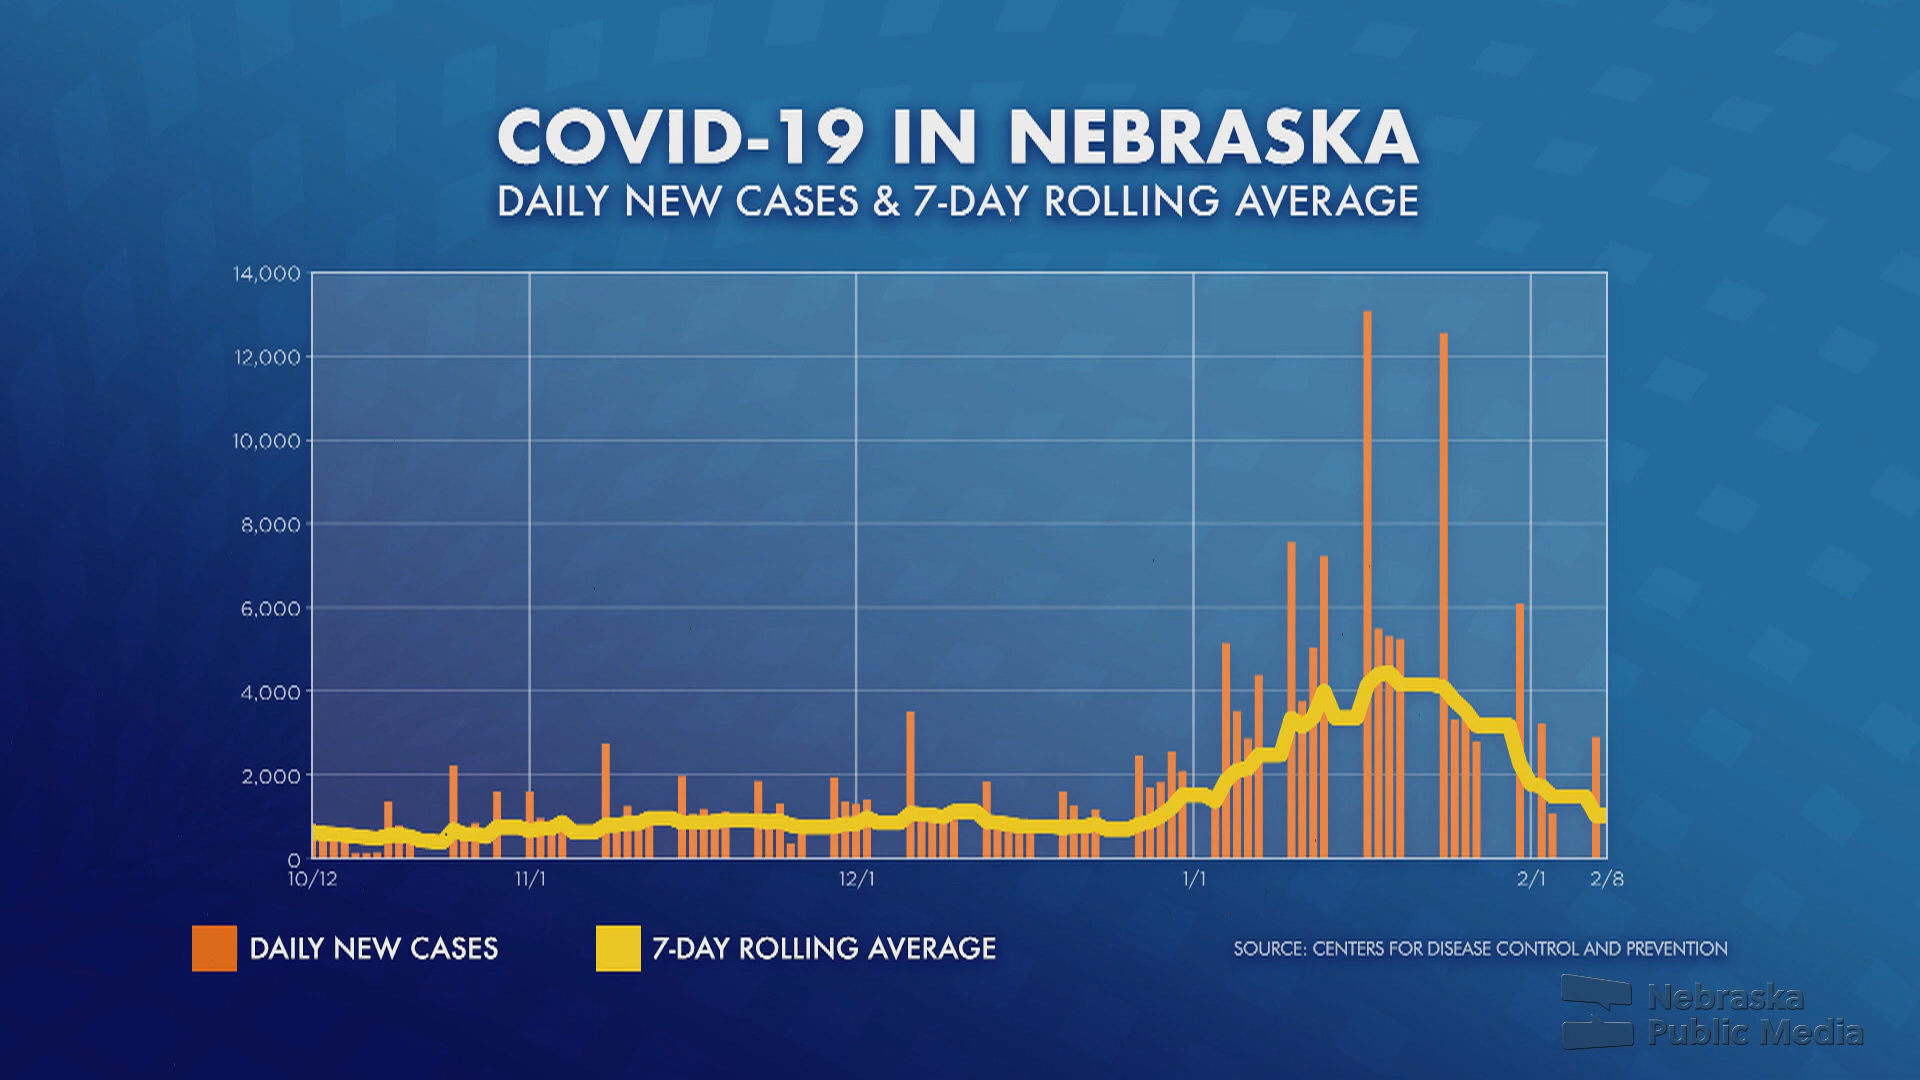 COVID-19 IN NEBRASKA
DAILY NEW CASES & 7-DAY ROLLING AVERAGE
14,000
12,000
10,000
8,000
6,000
4,000
2,000
0
10/12 11/1 12/1 1/1 2/1 2/8
DAILY NEW CASES 7-DAY ROLLING AVERAGE SOURCE: CENTERS FOR DISEASE CONTROL AND PREVENTION
Nebraska
Public Media